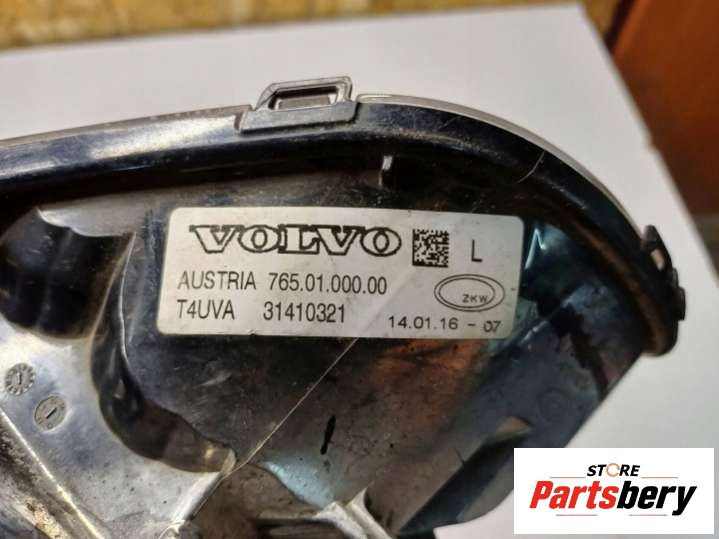 VOLVO L
AUSTRIA 765.01.000.00
ZKW
T4UVA 31410321 14.01.16 - 07
STORE
Partsbery